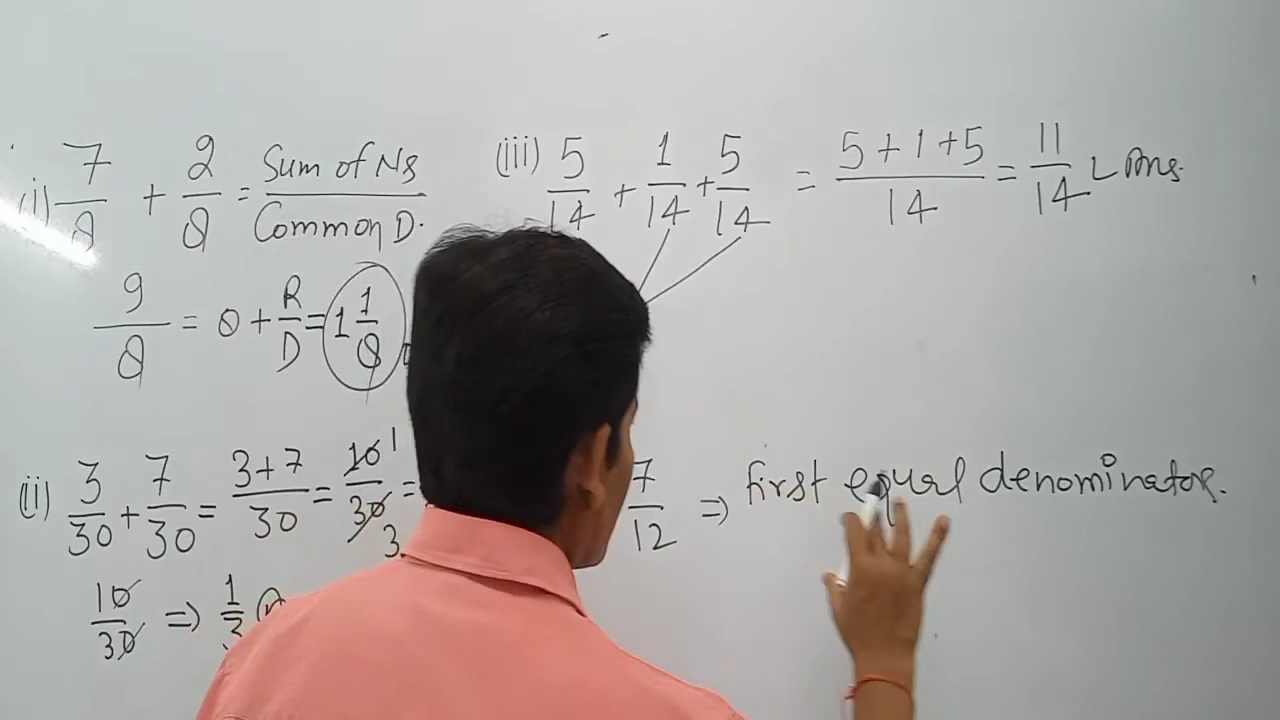 (i) 7/8 + 2/8 = Sum of Ns / Common D.
9/8 = Q + R/D = 1 1/8
(ii) 3/30 + 7/30 = 3+7/30 = 10/30 = 1 3
10/30 => 1/3
(iii) 5/14 + 1/14 + 5/14 = 5+1+5/14 = 11/14 Ans.
7/12 => first equal denominator.